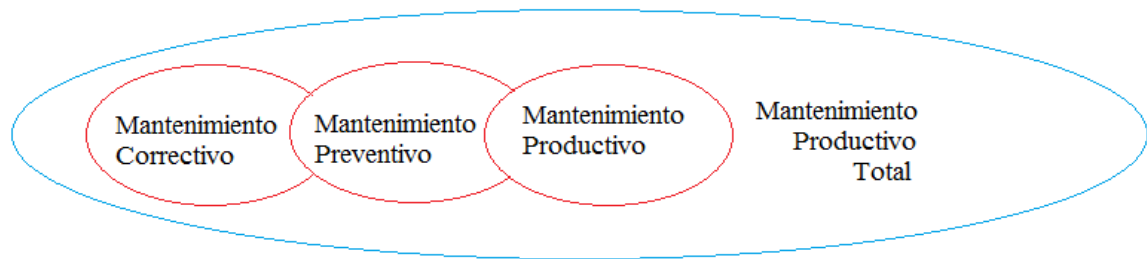 Mantenimiento
Correctivo
Mantenimiento
Preventivo
Mantenimiento
Productivo
Mantenimiento
Productivo
Total